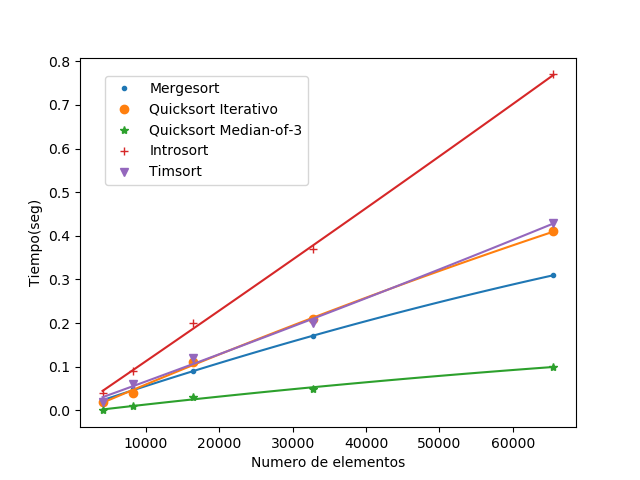 0.8
0.7
0.6
0.5
0.4
0.3
0.2
0.1
0.0
Tiempo(seg)
Mergesort
Quicksort Iterativo
Quicksort Median-of-3
Introsort
Timsort
10000 20000 30000 40000 50000 60000
Numero de elementos